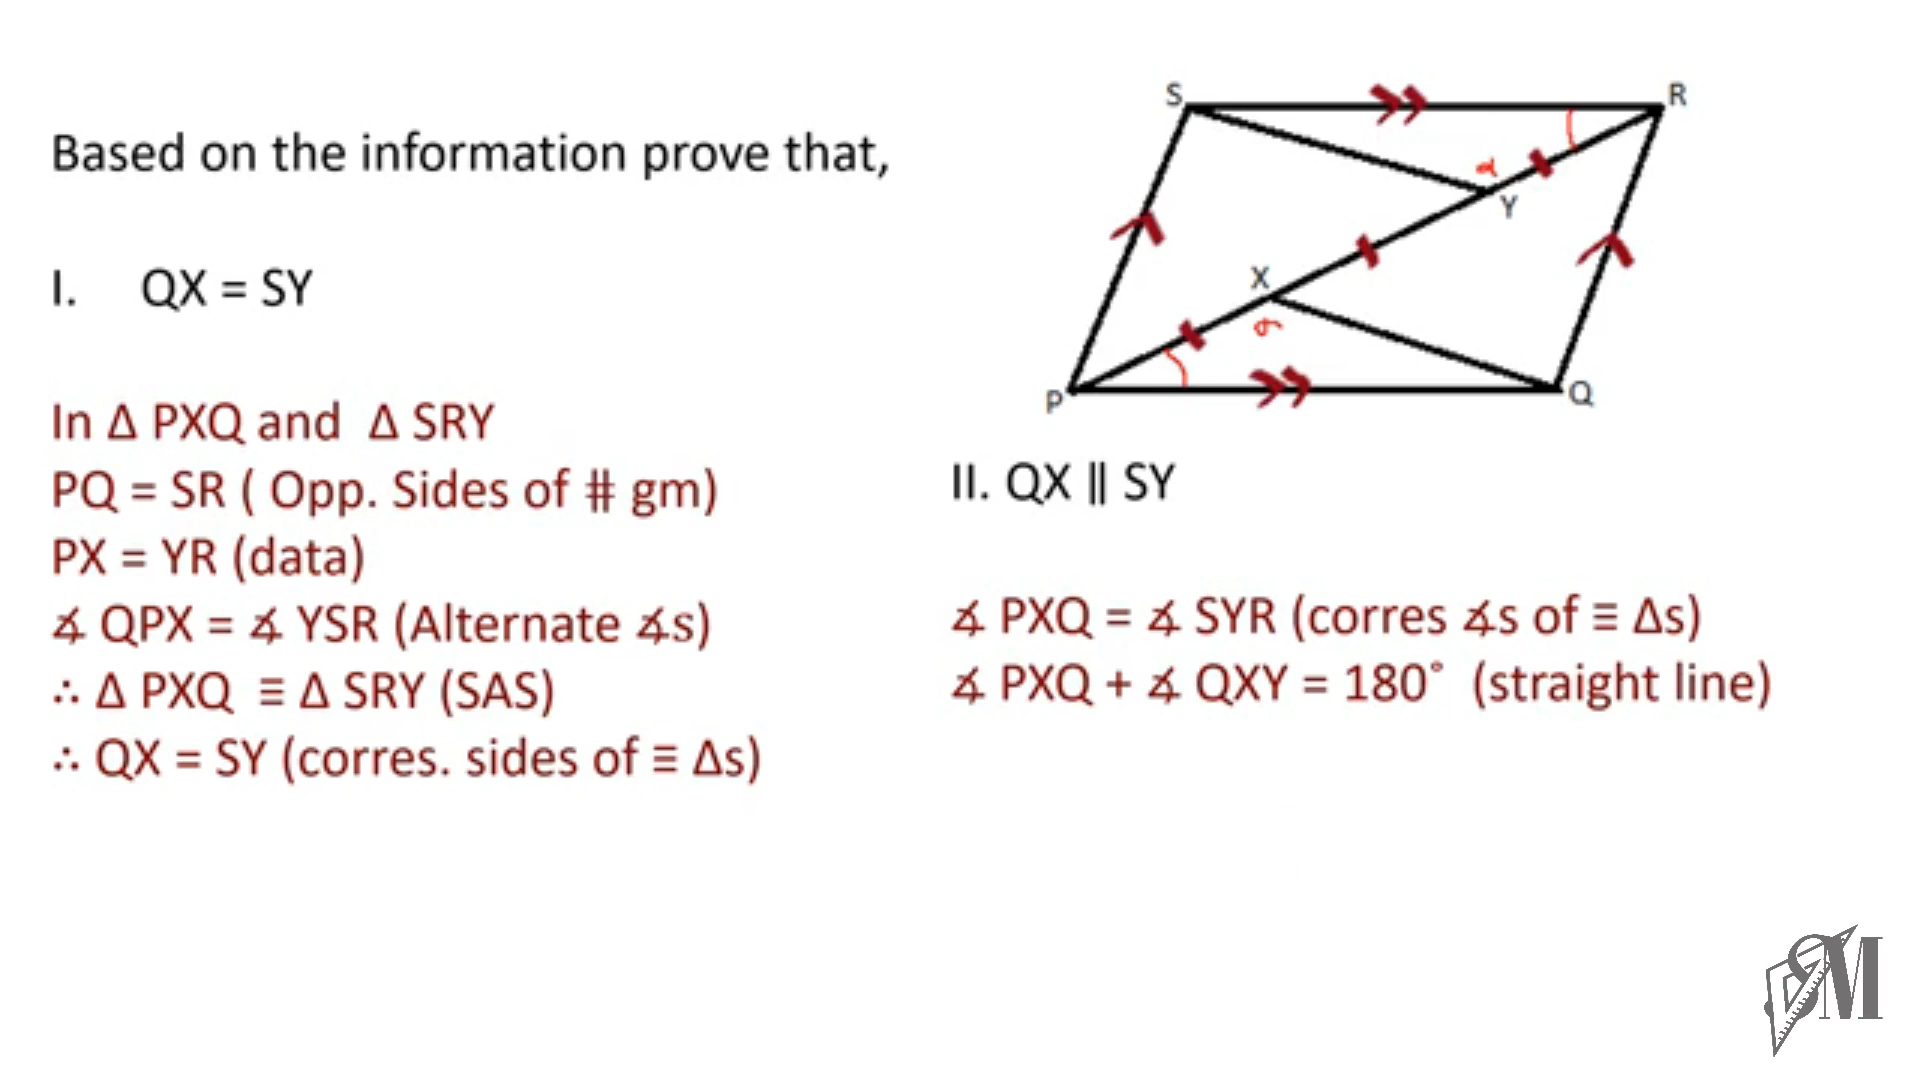 Based on the information prove that,
I. QX = SY
In Δ PXQ and Δ SRY
PQ = SR ( Opp. Sides of # gm)
PX = YR (data)
∡ QPX = ∡ YSR (Alternate ∡s)
∴ Δ PXQ ≡ Δ SRY (SAS)
∴ QX = SY (corres. sides of ≡ Δs)
S
R
Y
X
P
Q
II. QX || SY
∡ PXQ = ∡ SYR (corres ∡s of ≡ Δs)
∡ PXQ + ∡ QXY = 180° (straight line)
SM